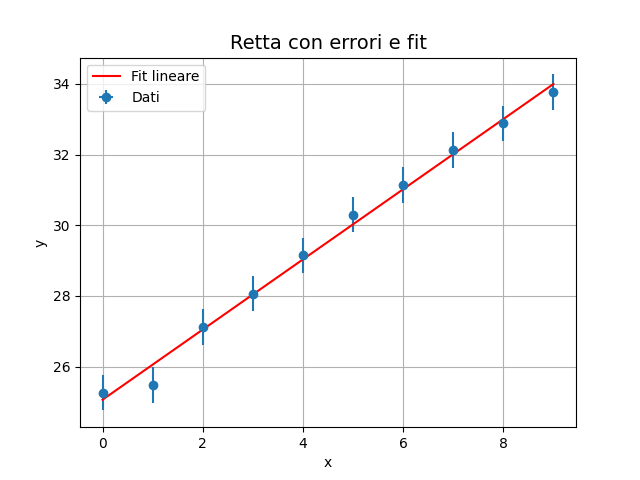 Retta con errori e fit
Fit lineare
Dati
34
32
30
28
26
y
0 2 4 6 8
x